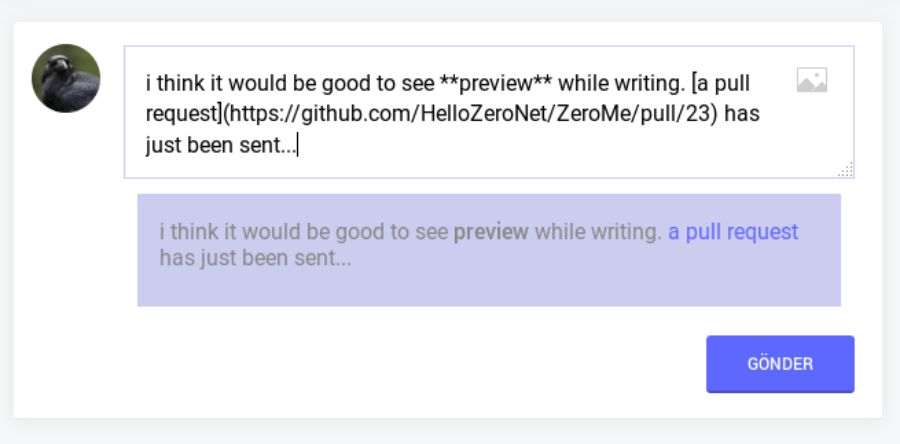 i think it would be good to see **preview** while writing. [a pull
request](https://github.com/HelloZeroNet/ZeroMe/pull/23) has
just been sent...
i think it would be good to see preview while writing. a pull request
has just been sent...
GÖNDER